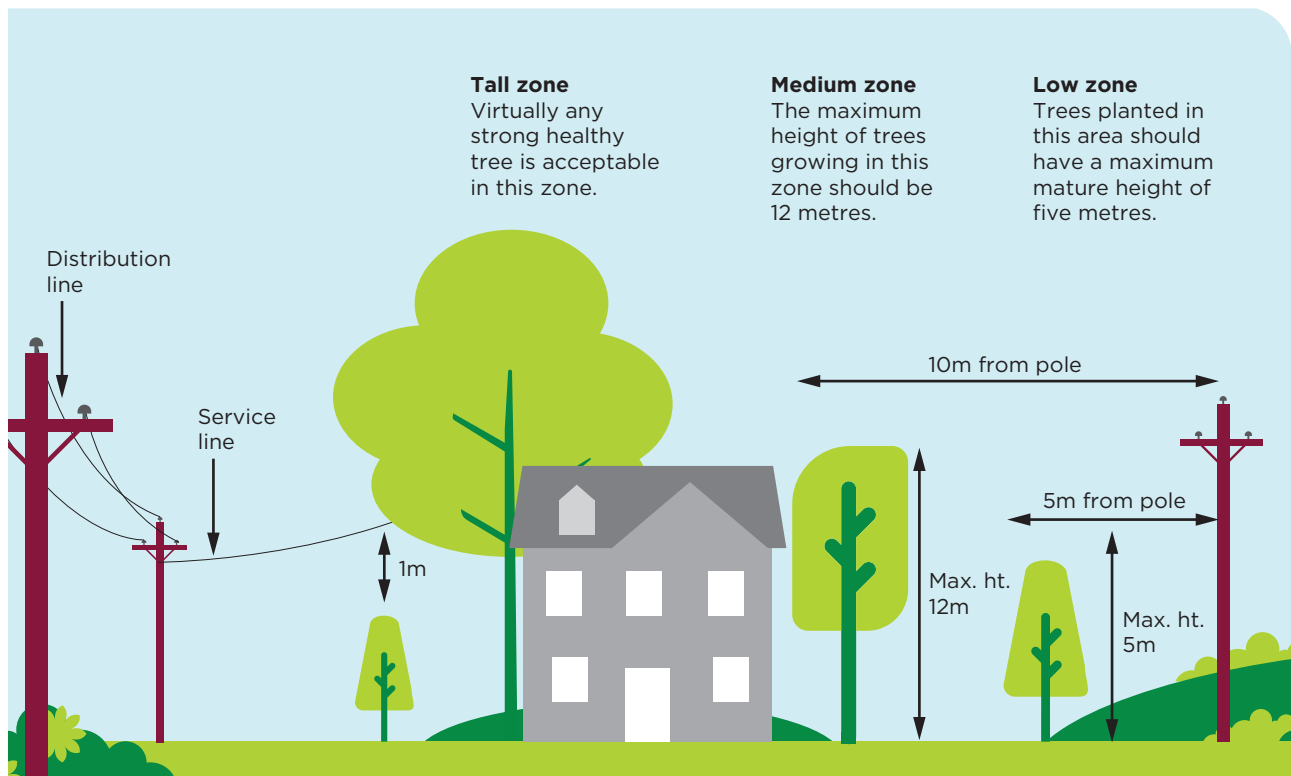 Tall zone
Virtually any
strong healthy
tree is acceptable
in this zone.
Medium zone
The maximum
height of trees
growing in this
zone should be
12 metres.
Low zone
Trees planted in
this area should
have a maximum
mature height of
five metres.
Distribution
line
Service
line
1m
10m from pole
5m from pole
Max. ht.
12m
Max. ht.
5m